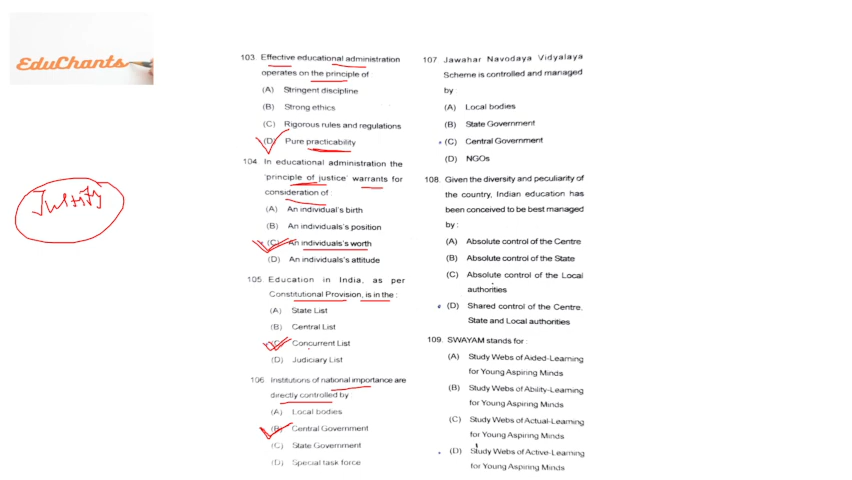 EduChants
Justify
103. Effective educational administration
operates on the principle of
(A) Stringent discipline
(B) Strong ethics
(C) Rigorous rules and regulations
(D) Pure practicability
104. In educational administration the
'principle of justice' warrants for
consideration of :
(A) An individual's birth
(B) An individuals's position
(C) An individuals's worth
(D) An individuals's attitude
105. Education in India, as per
Constitutional Provision, is in the :
(A) State List
(B) Central List
(C) Concurrent List
(D) Judiciary List
106 Institutions of national importance are
directly controlled by :
(A) Local bodies
(B) Central Government
(C) State Government
(D) Special task force
107. Jawahar Navodaya Vidyalaya
Scheme is controlled and managed
by :
(A) Local bodies
(B) State Government
(C) Central Government
(D) NGOs
108. Given the diversity and peculiarity of
the country, Indian education has
been conceived to be best managed
by :
(A) Absolute control of the Centre
(B) Absolute control of the State
(C) Absolute control of the Local
authorities
(D) Shared control of the Centre,
State and Local authorities
109. SWAYAM stands for :
(A) Study Webs of Aided-Learning
for Young Aspiring Minds
(B) Study Webs of Ability-Learning
for Young Aspiring Minds
(C) Study Webs of Actual-Learning
for Young Aspiring Minds
(D) Study Webs of Active-Learning
for Young Aspiring Minds